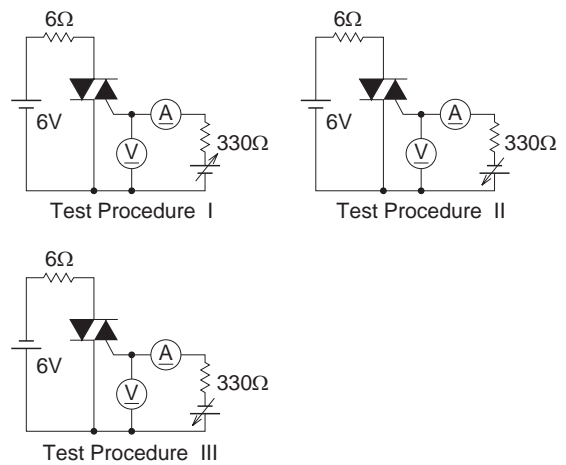 6Ω
6V
A
V
330Ω
Test Procedure I
6Ω
6V
A
V
330Ω
Test Procedure II
6Ω
6V
A
V
330Ω
Test Procedure III